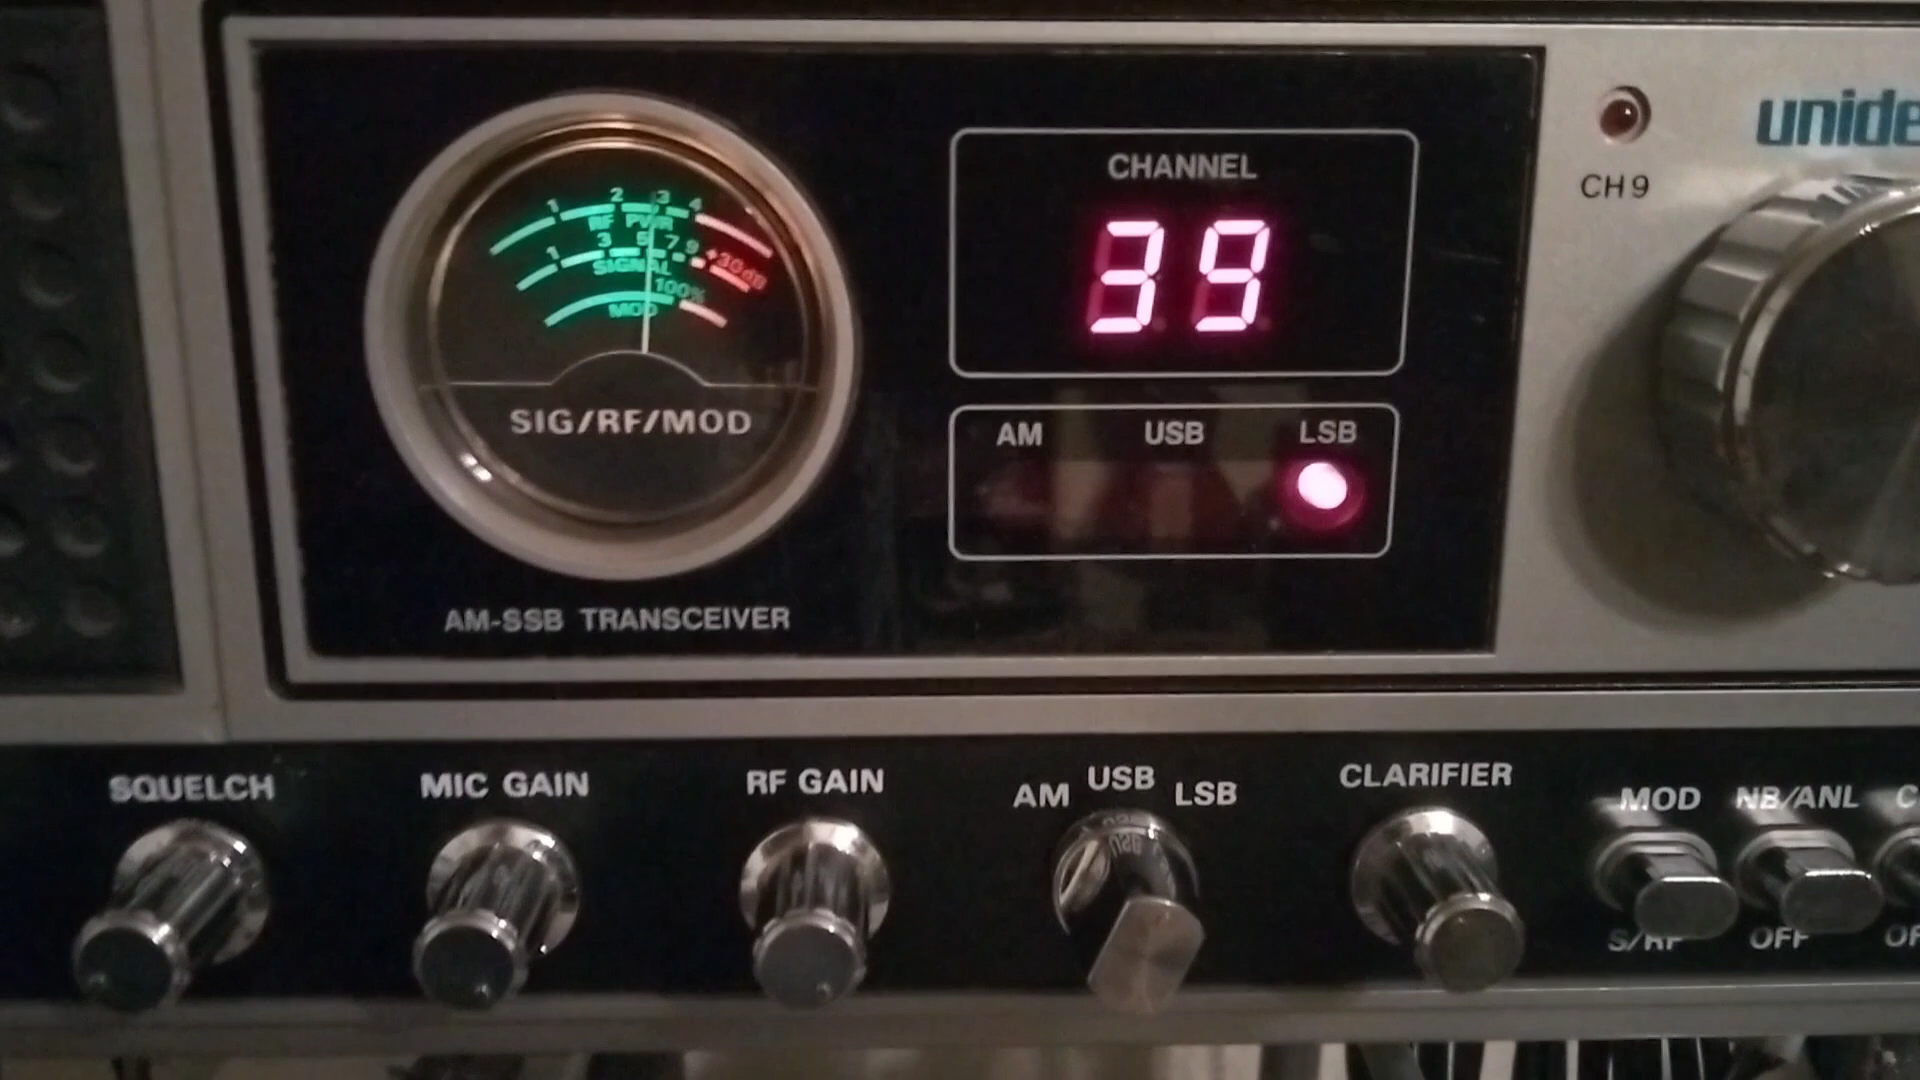 1 2 3 4
RF PWR
1 3 5 7 9 +30dB
SIGNAL
100%
MOD
SIG/RF/MOD
AM-SSB TRANSCEIVER
CHANNEL
39
AM USB LSB
CH9
unide
SQUELCH MIC GAIN RF GAIN AM USB LSB CLARIFIER MOD NB/ANL C
S/RF OFF OF